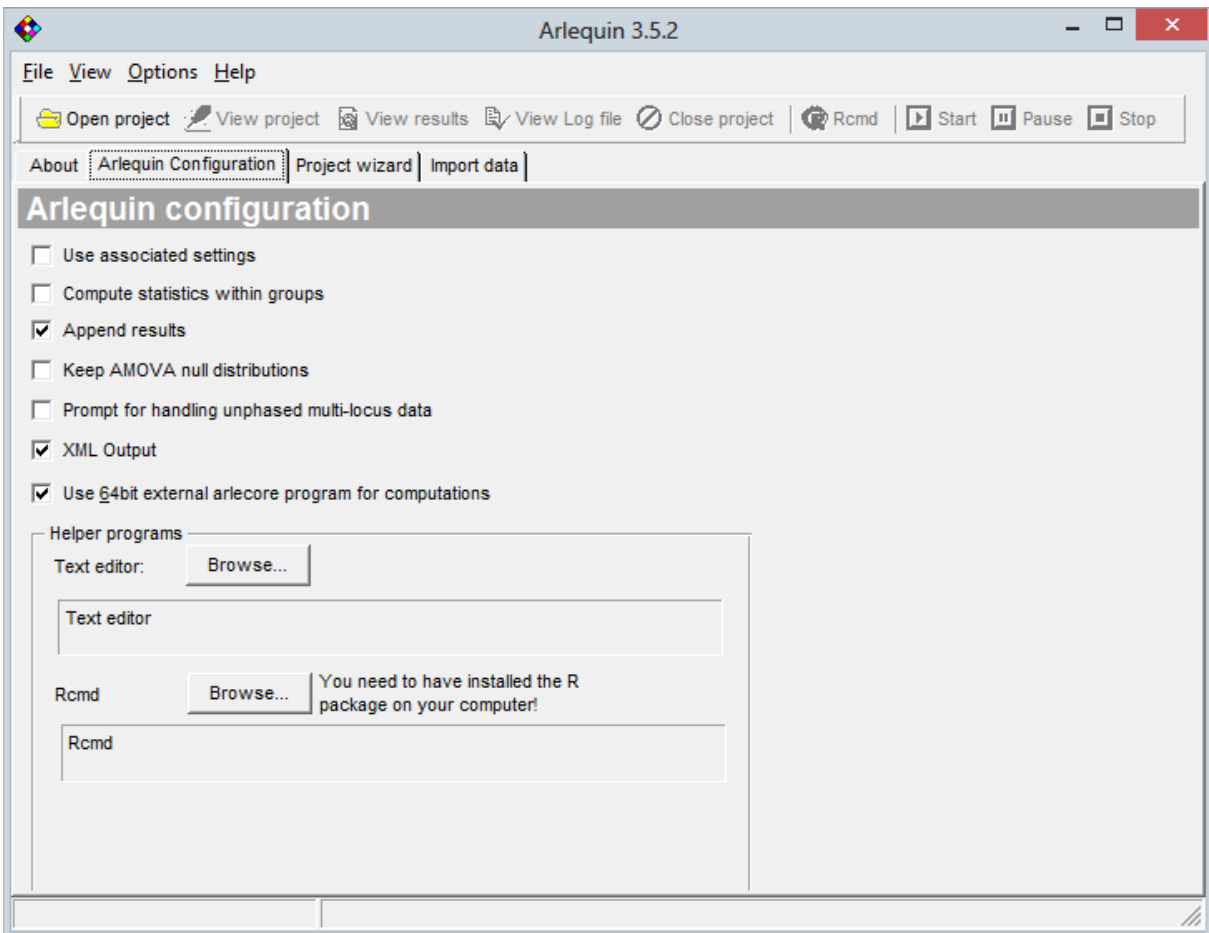 Arlequin 3.5.2
File View Options Help
Open project View project View results View Log file Close project Rcmd Start Pause Stop
About Arlequin Configuration Project wizard Import data
Arlequin configuration
Use associated settings
Compute statistics within groups
Append results
Keep AMOVA null distributions
Prompt for handling unphased multi-locus data
XML Output
Use 64bit external arlecore program for computations
Helper programs
Text editor: Browse...
Text editor
Rcmd Browse... You need to have installed the R
package on your computer!
Rcmd